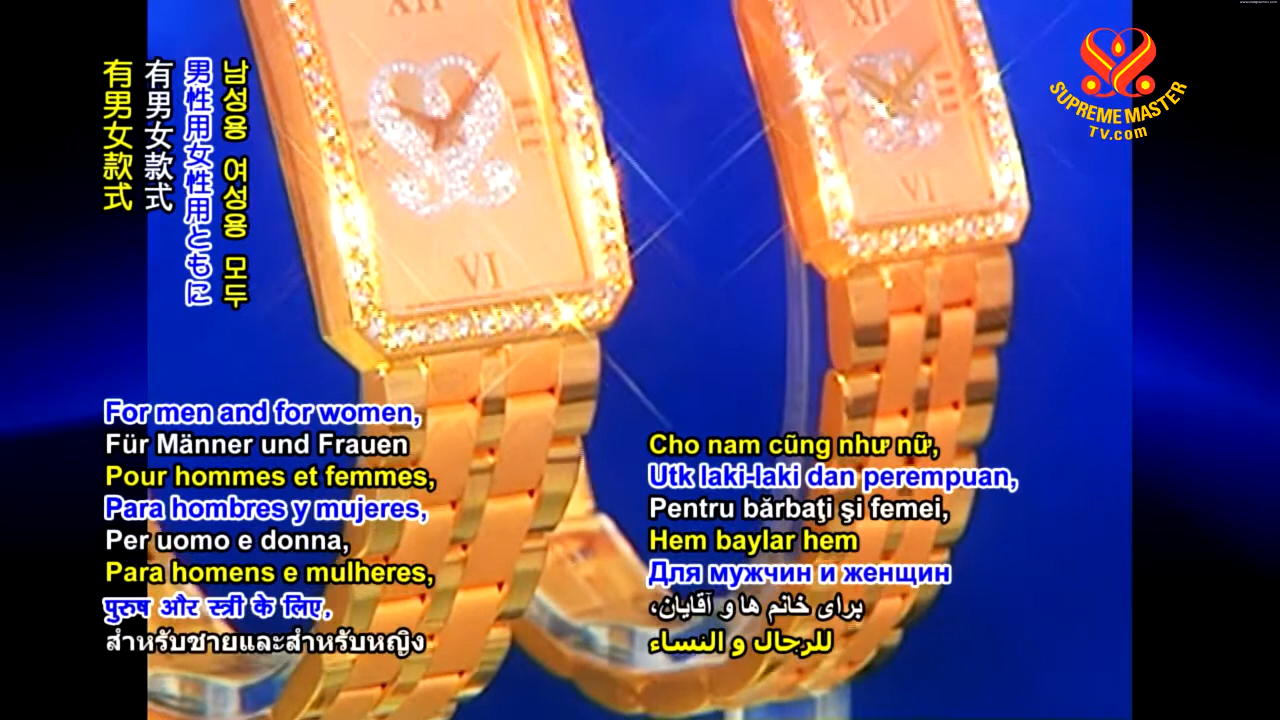 有男女款式
有男女款式
男性用女性用ともに
남성용 여성용 모두
For men and for women,
Für Männer und Frauen
Pour hommes et femmes,
Para hombres y mujeres,
Per uomo e donna,
Para homens e mulheres,
पुरुष और स्त्री के लिए,
สำหรับชายและสำหรับหญิง
Cho nam cũng như nữ,
Utk laki-laki dan perempuan,
Pentru bărbaţi şi femei,
Hem baylar hem
Для мужчин и женщин
برای خانم ها و آقایان،
للرجال و النساء
SUPREME MASTER
TV.com
XII
III
VI
XII
III
VI